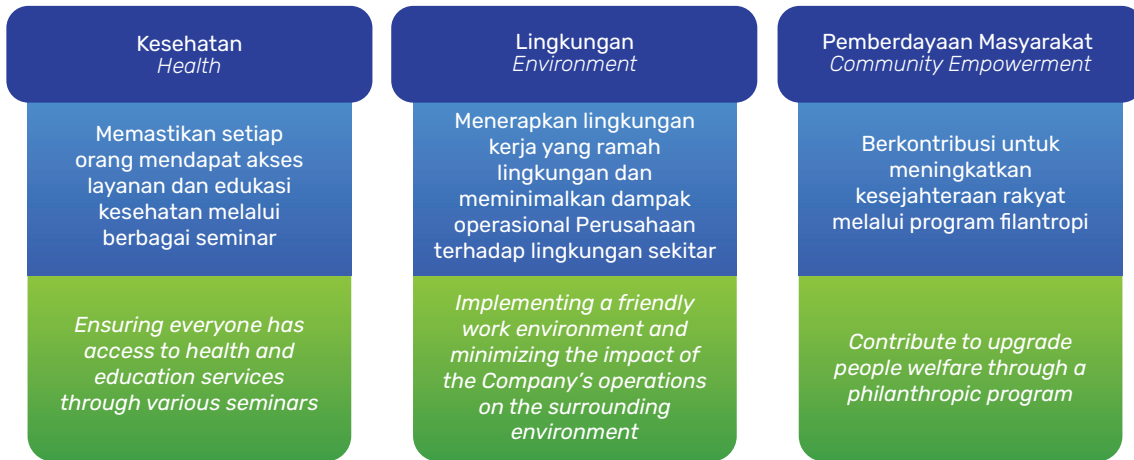 Kesehatan
Health
Memastikan setiap
orang mendapat akses
layanan dan edukasi
kesehatan melalui
berbagai seminar
Ensuring everyone has
access to health and
education services
through various seminars
Lingkungan
Environment
Menerapkan lingkungan
kerja yang ramah
lingkungan dan
meminimalkan dampak
operasional Perusahaan
terhadap lingkungan sekitar
Implementing a friendly
work environment and
minimizing the impact of
the Company’s operations
on the surrounding
environment
Pemberdayaan Masyarakat
Community Empowerment
Berkontribusi untuk
meningkatkan
kesejahteraan rakyat
melalui program filantropi
Contribute to upgrade
people welfare through a
philanthropic program